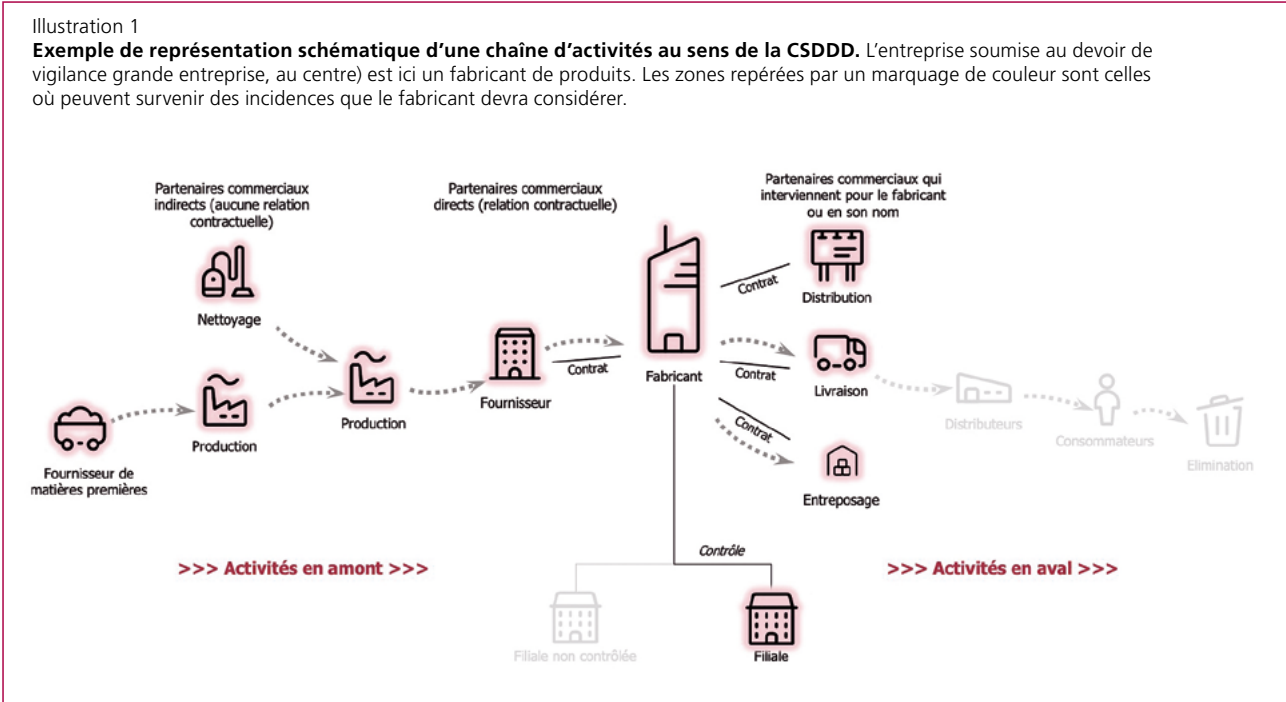 Illustration 1
Exemple de représentation schématique d'une chaîne d'activités au sens de la CSDDD. L'entreprise soumise au devoir de
vigilance grande entreprise, au centre) est ici un fabricant de produits. Les zones repérées par un marquage de couleur sont celles
où peuvent survenir des incidences que le fabricant devra considérer.
Partenaires commerciaux
indirects (aucune relation
contractuelle)
Partenaires commerciaux
directs (relation contractuelle)
Partenaires commerciaux qui
interviennent pour le fabricant
ou en son nom
Nettoyage
Production
Production
Fournisseur de
matières premières
Fournisseur
Contrat
Fabricant
Contrat
Distribution
Contrat
Livraison
Contrat
Entreposage
Distributeurs
Consommateurs
Elimination
>>> Activités en amont >>>
Contrôle
>>> Activités en aval >>>
Filiale non contrôlée
Filiale